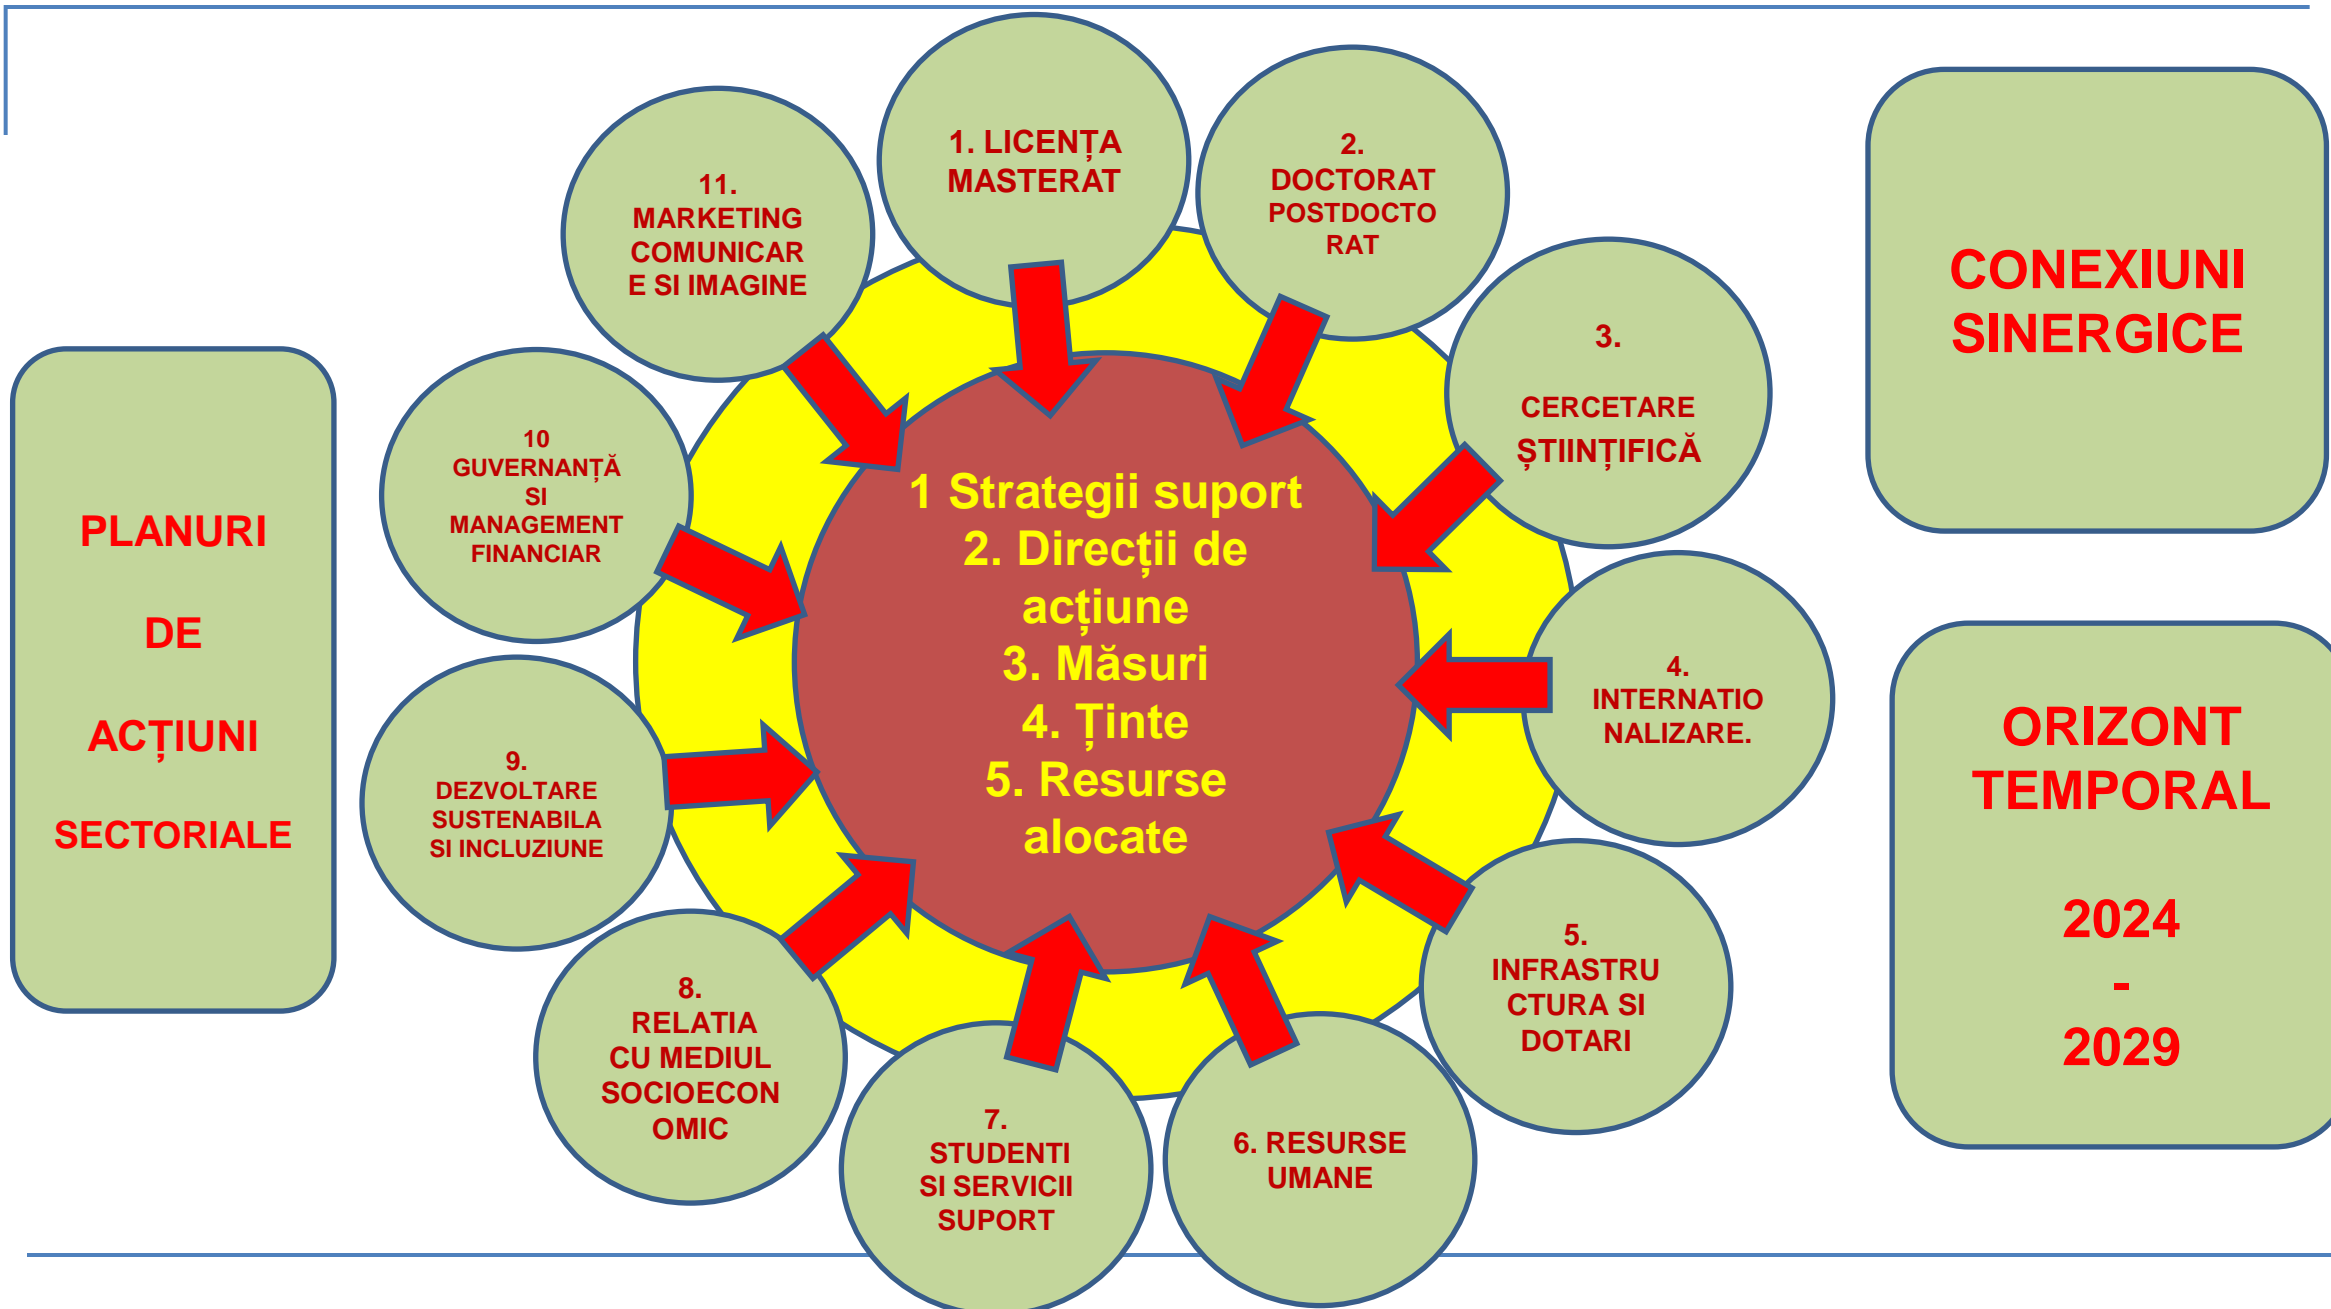 PLANURI
DE
ACȚIUNI
SECTORIALE
1. LICENȚA
MASTERAT
2.
DOCTORAT
POSTDOCTO
RAT
3.
CERCETARE
ȘTIINȚIFICĂ
4.
INTERNATIO
NALIZARE.
5.
INFRASTRU
CTURA SI
DOTARI
6. RESURSE
UMANE
7.
STUDENTI
SI SERVICII
SUPORT
8.
RELATIA
CU MEDIUL
SOCIOECON
OMIC
9.
DEZVOLTARE
SUSTENABILA
SI INCLUZIUNE
10
GUVERNANȚĂ
SI
MANAGEMENT
FINANCIAR
11.
MARKETING
COMUNICAR
E SI IMAGINE
1 Strategii suport
2. Direcții de
acțiune
3. Măsuri
4. Ținte
5. Resurse
alocate
CONEXIUNI
SINERGICE
ORIZONT
TEMPORAL
2024
-
2029